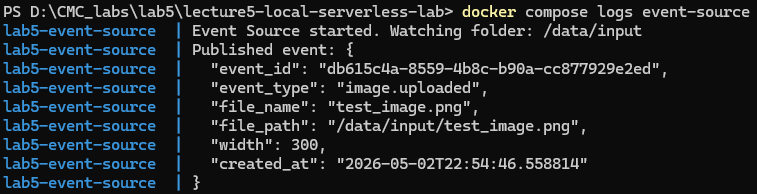 PS D:\CMC_labs\lab5\lecture5-local-serverless-lab> docker compose logs event-source
lab5-event-source  | Event Source started. Watching folder: /data/input
lab5-event-source  | Published event: {
lab5-event-source  |   "event_id": "db615c4a-8559-4b8c-b90a-cc877929e2ed",
lab5-event-source  |   "event_type": "image.uploaded",
lab5-event-source  |   "file_name": "test_image.png",
lab5-event-source  |   "file_path": "/data/input/test_image.png",
lab5-event-source  |   "width": 300,
lab5-event-source  |   "created_at": "2026-05-02T22:54:46.558814"
lab5-event-source  | }